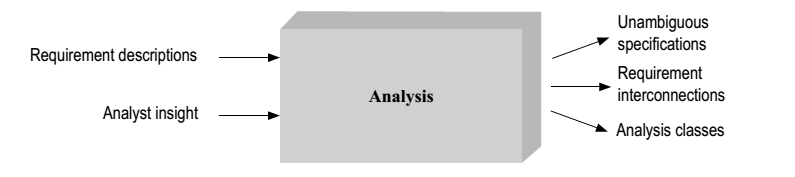 Requirement descriptions
Analyst insight
Analysis
Unambiguous
specifications
Requirement
interconnections
Analysis classes